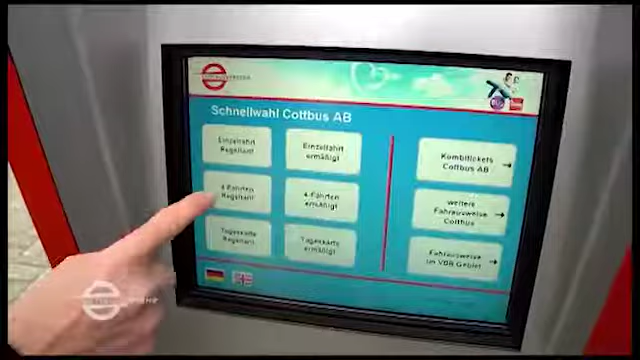 Schnellwahl Cottbus AB
Einzelfahrt
Regeltarif
Einzelfahrt
ermäßigt
Kombitickets
Cottbus AB
4 Fahrten
Regeltarif
4-Fahrten
ermäßigt
weitere
Fahrausweise
Cottbus
Tageskarte
Regeltarif
Tageskarte
ermäßigt
Fahrausweise
im VBB Gebiet